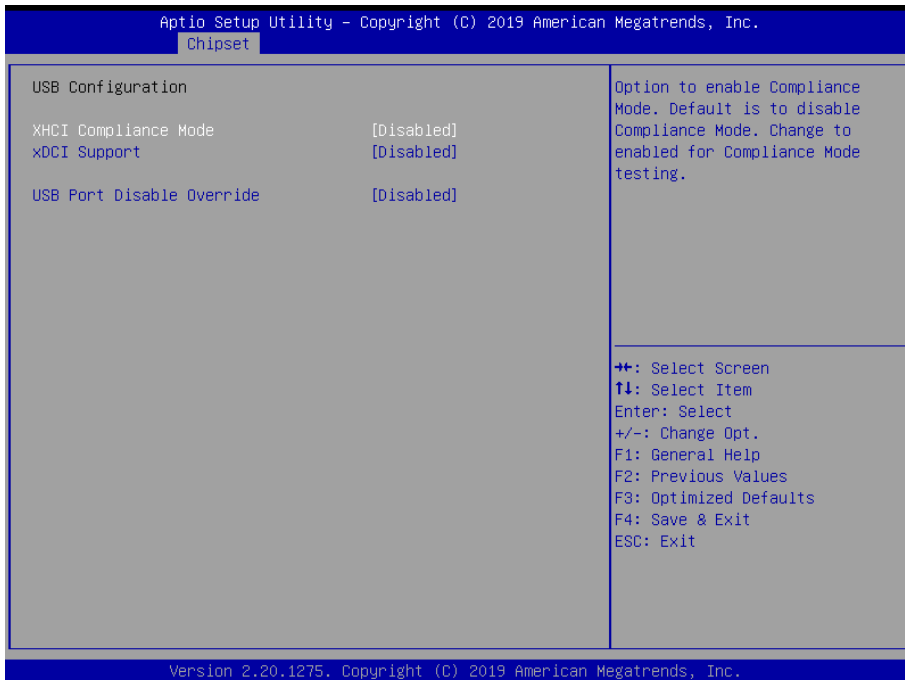 Aptio Setup Utility – Copyright (C) 2019 American Megatrends, Inc.
Chipset
USB Configuration
XHCI Compliance Mode [Disabled]
xDCI Support [Disabled]
USB Port Disable Override [Disabled]
Option to enable Compliance
Mode. Default is to disable
Compliance Mode. Change to
enabled for Compliance Mode
testing.
→←: Select Screen
↑↓: Select Item
Enter: Select
+/-: Change Opt.
F1: General Help
F2: Previous Values
F3: Optimized Defaults
F4: Save & Exit
ESC: Exit
Version 2.20.1275. Copyright (C) 2019 American Megatrends, Inc.